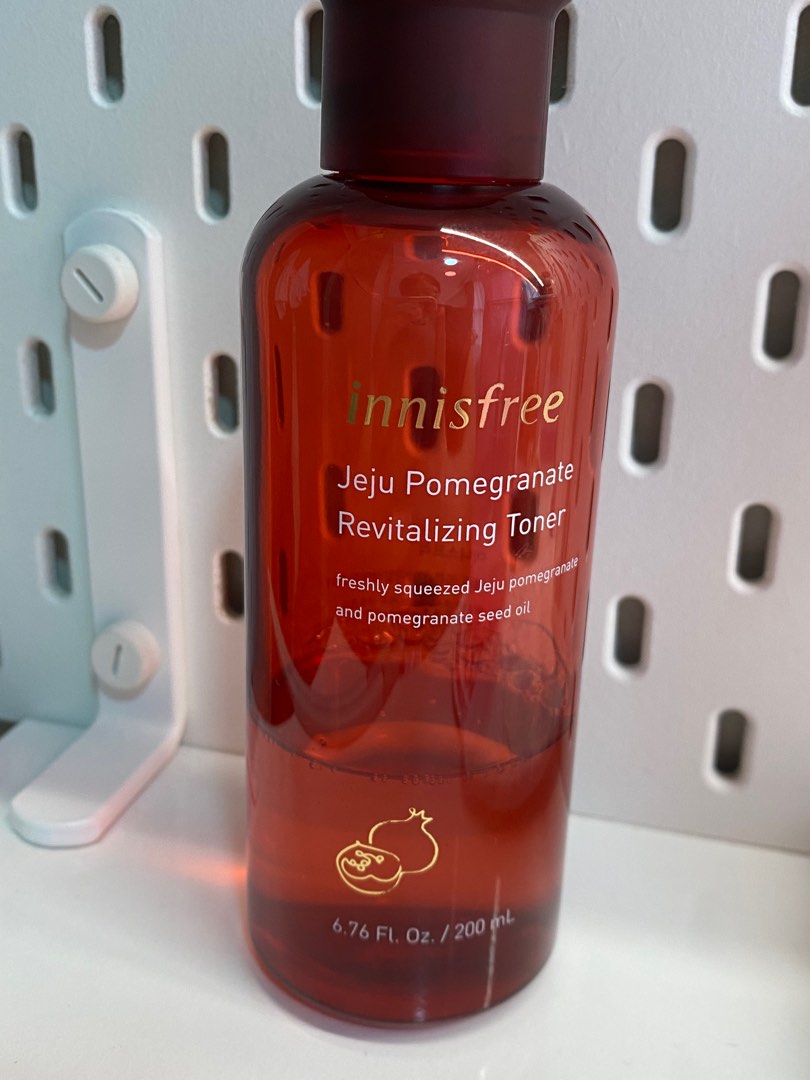 innisfree
Jeju Pomegranate
Revitalizing Toner
freshly squeezed Jeju pomegranate
and pomegranate seed oil
6.76 Fl. Oz. / 200 mL